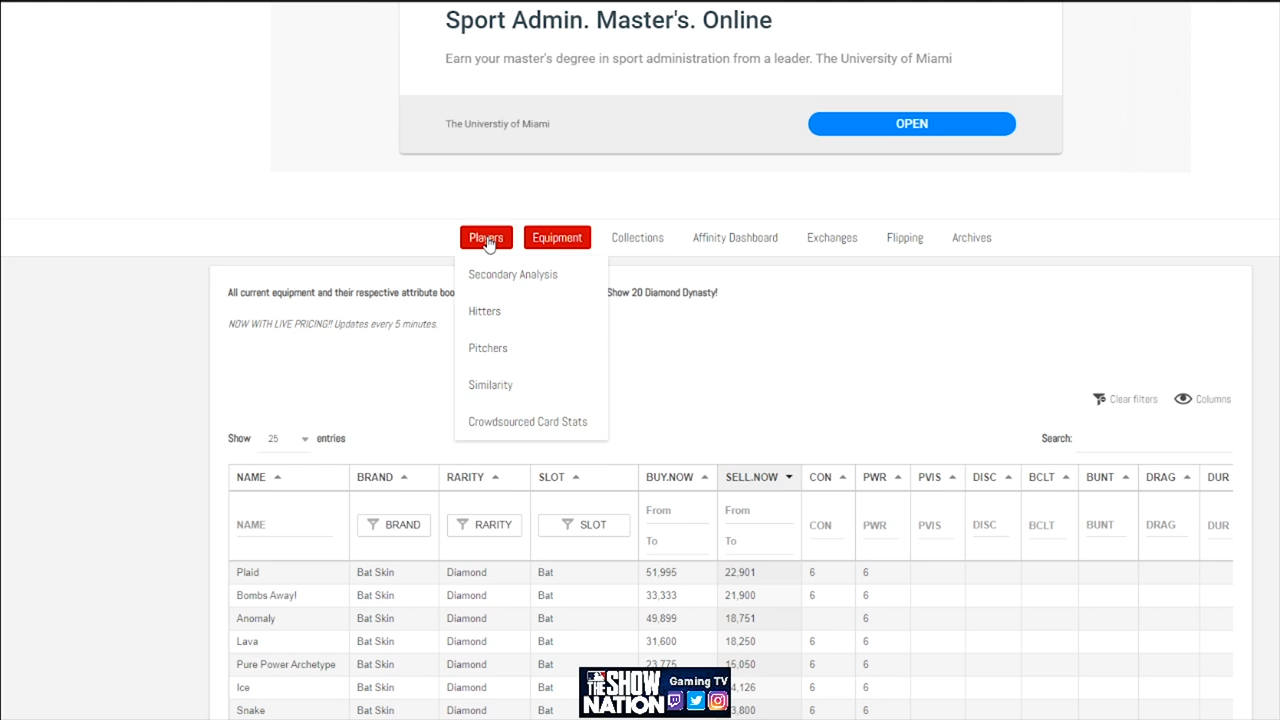 Sport Admin. Master's. Online
Earn your master's degree in sport administration from a leader. The University of Miami
The Universtiy of Miami OPEN
Players Equipment Collections Affinity Dashboard Exchanges Flipping Archives
Secondary Analysis
Hitters
Pitchers
Similarity
Crowdsourced Card Stats
All current equipment and their respective attribute boo Show 20 Diamond Dynasty!
NOW WITH LIVE PRICING!! Updates every 5 minutes.
Clear filters Columns
Show 25 entries Search:
NAME BRAND RARITY SLOT BUY.NOW SELL.NOW CON PWR PVIS DISC BCLT BUNT DRAG DUR
From From
NAME BRAND RARITY SLOT CON PWR PVIS DISC BCLT BUNT DRAG DUR
To To
Plaid Bat Skin Diamond Bat 51,995 22,901 6 6
Bombs Away! Bat Skin Diamond Bat 33,333 21,900 6 6
Anomaly Bat Skin Diamond Bat 49,899 18,751 6
Lava Bat Skin Diamond Bat 31,600 18,250 6 6
Pure Power Archetype Bat Skin Diamond Bat 23,775 15,050 6 6
Ice Bat Skin Diamond Bat 4,126 6 6
Snake Bat Skin Diamond Bat 3,800 6 6
THE SHOW NATION
Gaming TV